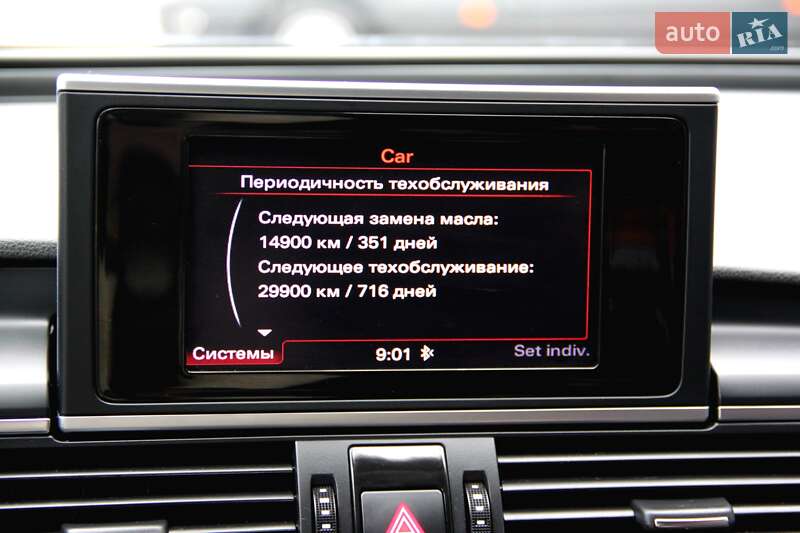 auto RIA.com
Car
Периодичность техобслуживания
Следующая замена масла:
14900 км / 351 дней
Следующее техобслуживание:
29900 км / 716 дней
Системы
9:01
Set indiv.